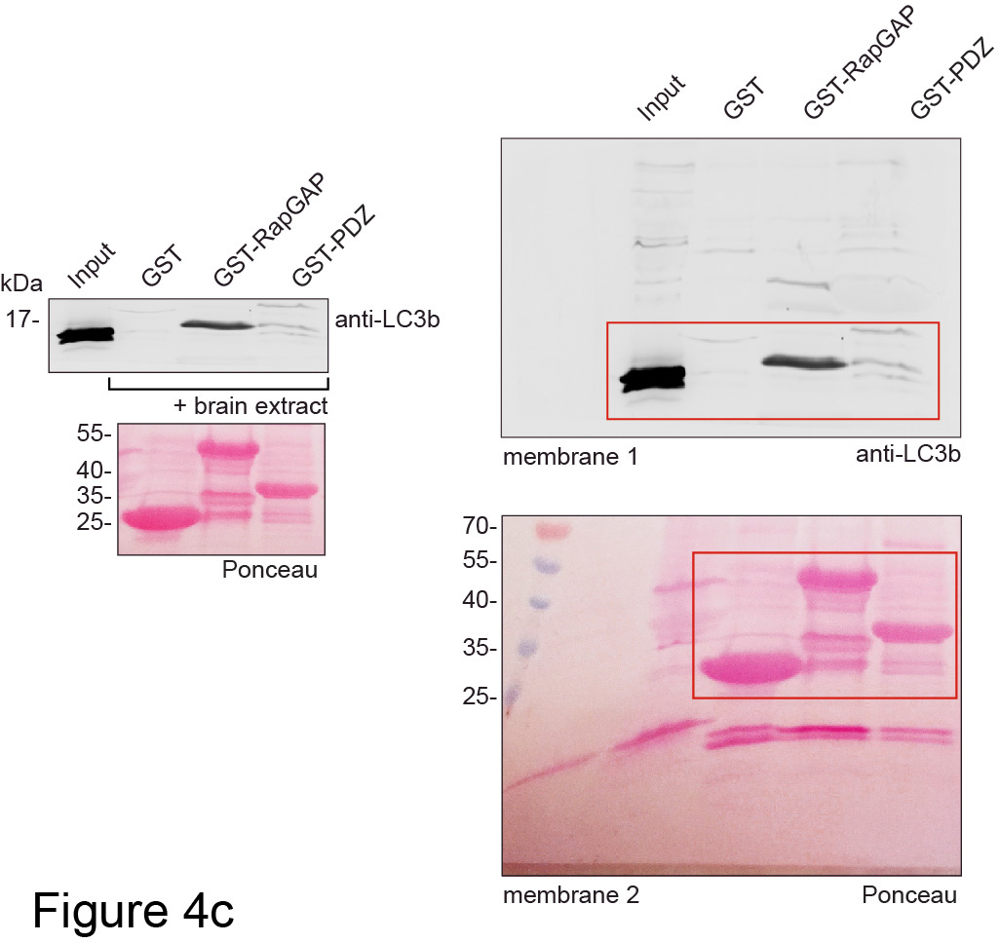 Input
GST
GST-RapGAP
GST-PDZ
kDa
17-
anti-LC3b
+ brain extract
55-
40-
35-
25-
Ponceau
Input
GST
GST-RapGAP
GST-PDZ
membrane 1
anti-LC3b
70-
55-
40-
35-
25-
membrane 2
Ponceau
Figure 4c